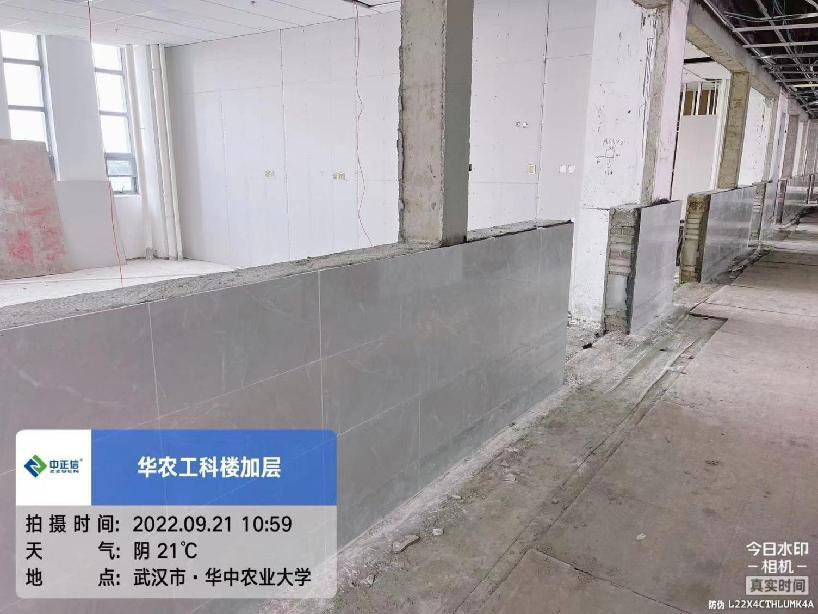 中正信®
华农工科楼加层
拍摄时间: 2022.09.21 10:59
天 气: 阴 21℃
地 点: 武汉市·华中农业大学
今日水印
-相机-
真实时间
防伪 L22X4CTHLUMK4A